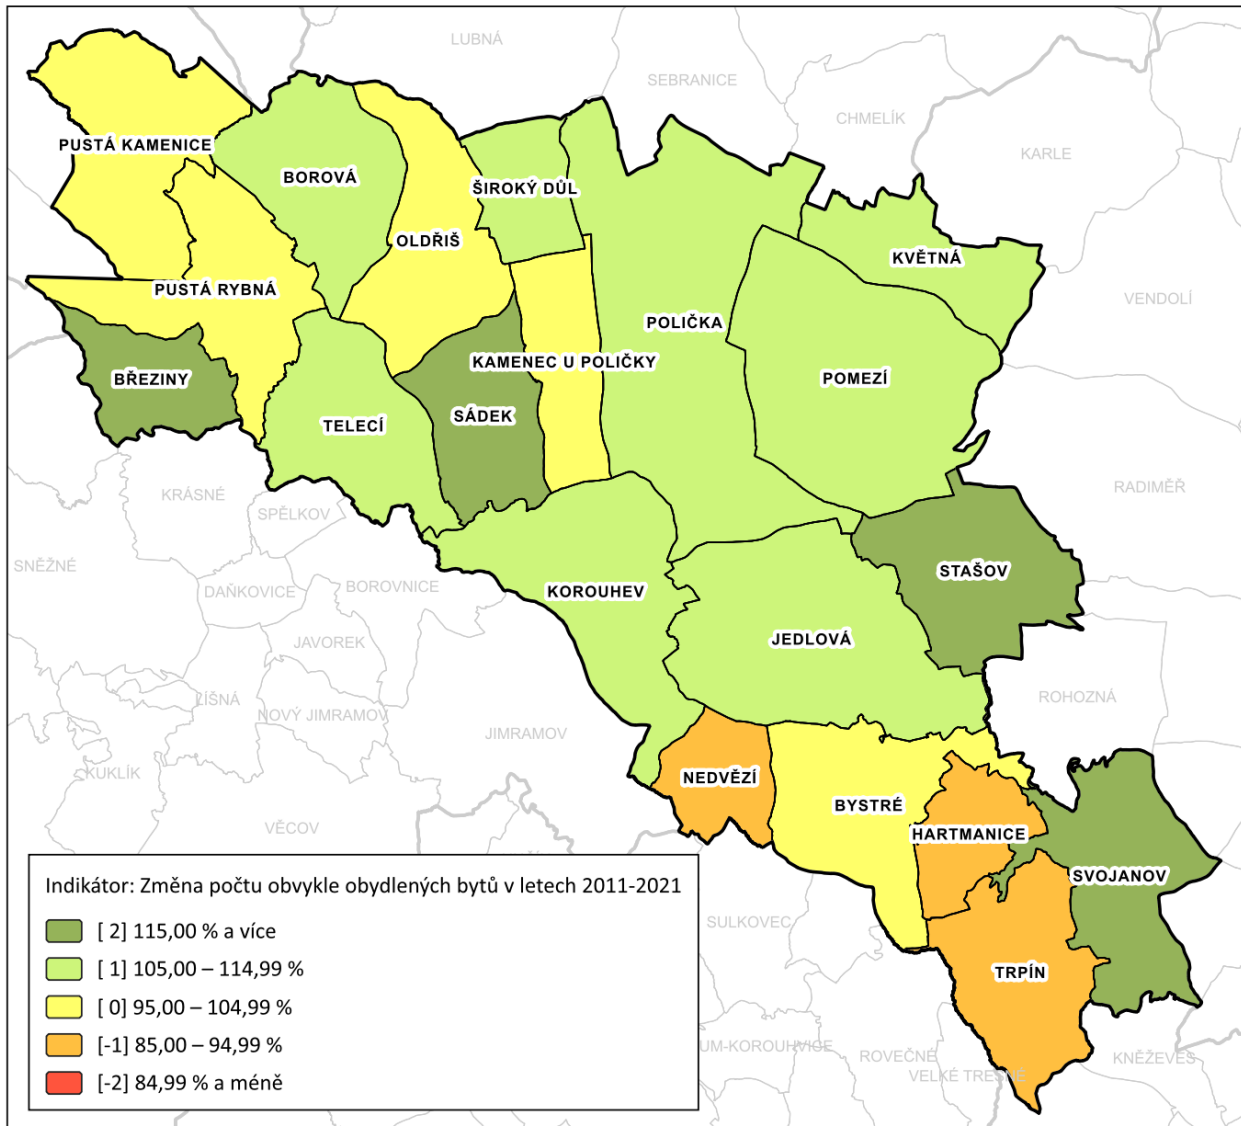 LUBNÁ
SEBRANICE
CHMELÍK
KARLE
PUSTÁ KAMENICE
BOROVÁ
ŠIROKÝ DŮL
OLDŘIŠ
KVĚTNÁ
PUSTÁ RYBNÁ
VENDOLÍ
POLIČKA
KAMENEC U POLIČKY
BŘEZINY
POMEZÍ
SÁDEK
TELECÍ
KRÁSNÉ
RADIMĚŘ
SPĚLKOV
SNĚŽNÉ
STAŠOV
DAŇKOVICE
BOROVNICE
KOROUHEV
JAVOREK
JEDLOVÁ
LÍŠNÁ
ROHOZNÁ
NOVÝ JIMRAMOV
JIMRAMOV
KUKLÍK
NEDVĚZÍ
BYSTRÉ
VĚCOV
HARTMANICE
SVOJANOV
SULKOVEC
TRPÍN
UM-KOROUHVICE
ROVEČNÉ
KNĚŽEVES
VELKÉ TRESNÉ
Indikátor: Změna počtu obvykle obydlených bytů v letech 2011-2021
[ 2] 115,00 % a více
[ 1] 105,00 – 114,99 %
[ 0] 95,00 – 104,99 %
[-1] 85,00 – 94,99 %
[-2] 84,99 % a méně